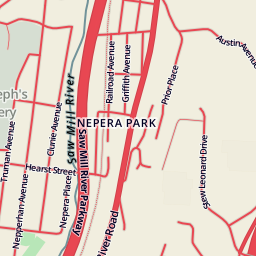 Austin Avenue
Railroad Avenue
Griffith Avenue
Prior Place
Saw Mill River
eph's
ery
Clunie Avenue
Truman Avenue
NEPERA PARK
Saw Mill River Parkway
Hearst Street
Saw Leonard Drive
Nepera Place
Nepperhan Avenue
River Road